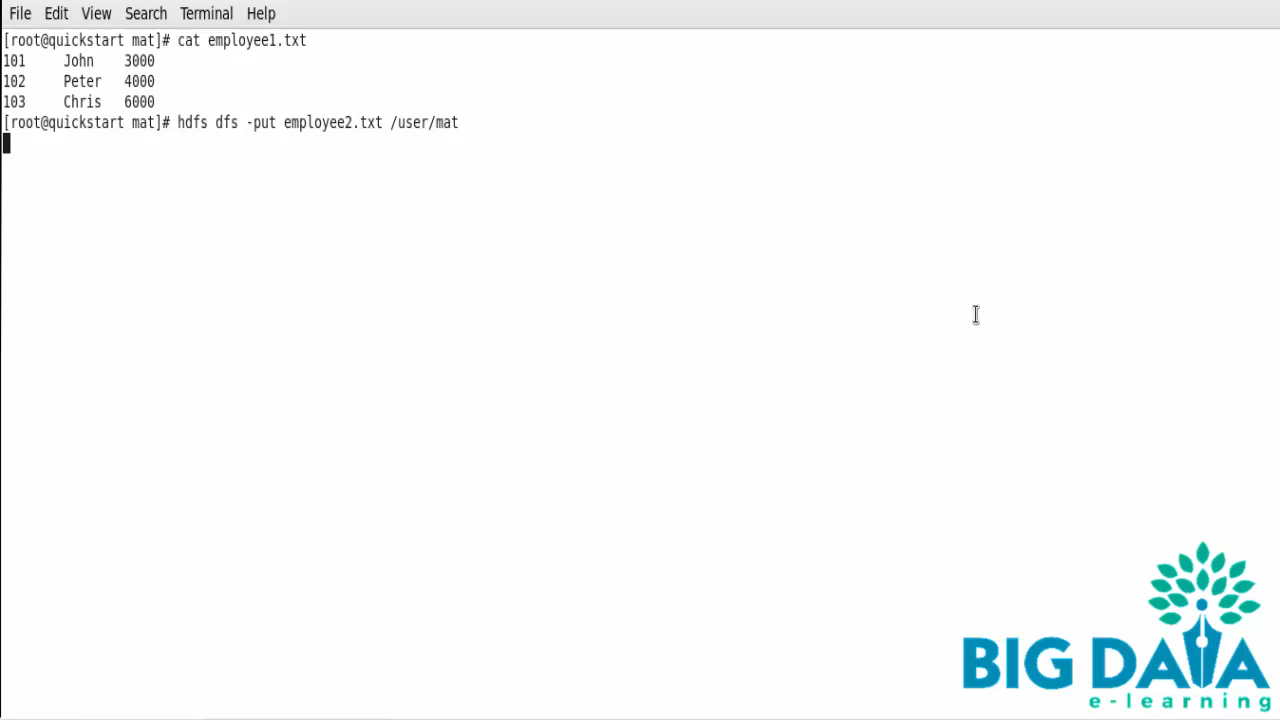 File Edit View Search Terminal Help
[root@quickstart mat]# cat employee1.txt
101 John 3000
102 Peter 4000
103 Chris 6000
[root@quickstart mat]# hdfs dfs -put employee2.txt /user/mat
BIG DATA
e-learning